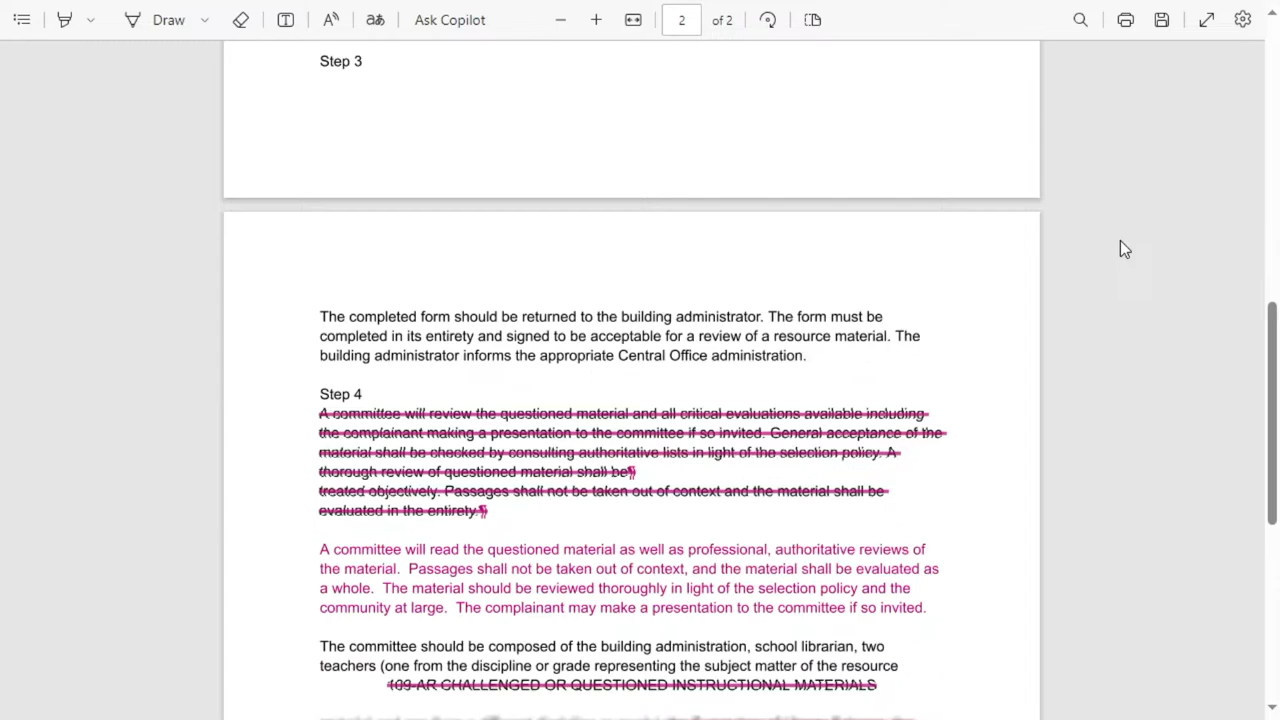 Draw
Ask Copilot
2 of 2
Step 3
The completed form should be returned to the building administrator. The form must be
completed in its entirety and signed to be acceptable for a review of a resource material. The
building administrator informs the appropriate Central Office administration.
Step 4
A committee will review the questioned material and all critical evaluations available including
the complainant making a presentation to the committee if so invited. General acceptance of the
material shall be checked by consulting authoritative lists in light of the selection policy. A
thorough review of questioned material shall be¶
treated objectively. Passages shall not be taken out of context and the material shall be
evaluated in the entirety.¶
A committee will read the questioned material as well as professional, authoritative reviews of
the material.  Passages shall not be taken out of context, and the material shall be evaluated as
a whole.  The material should be reviewed thoroughly in light of the selection policy and the
community at large.  The complainant may make a presentation to the committee if so invited.
The committee should be composed of the building administration, school librarian, two
teachers (one from the discipline or grade representing the subject matter of the resource
109-AR CHALLENGED OR QUESTIONED INSTRUCTIONAL MATERIALS